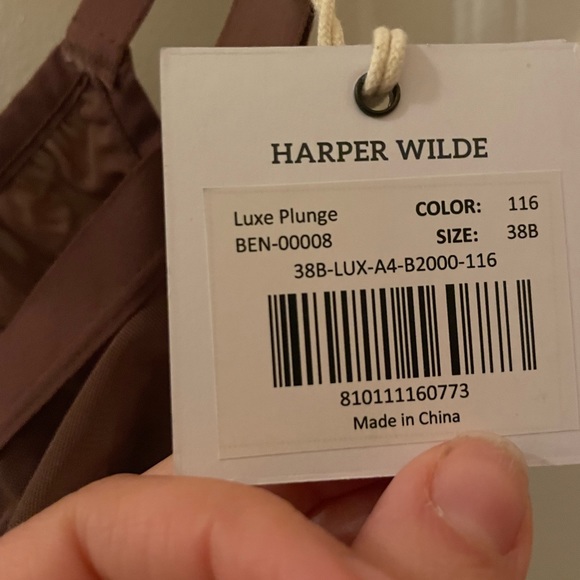 HARPER WILDE
Luxe Plunge COLOR: 116
BEN-00008 SIZE: 38B
38B-LUX-A4-B2000-116
810111160773
Made in China